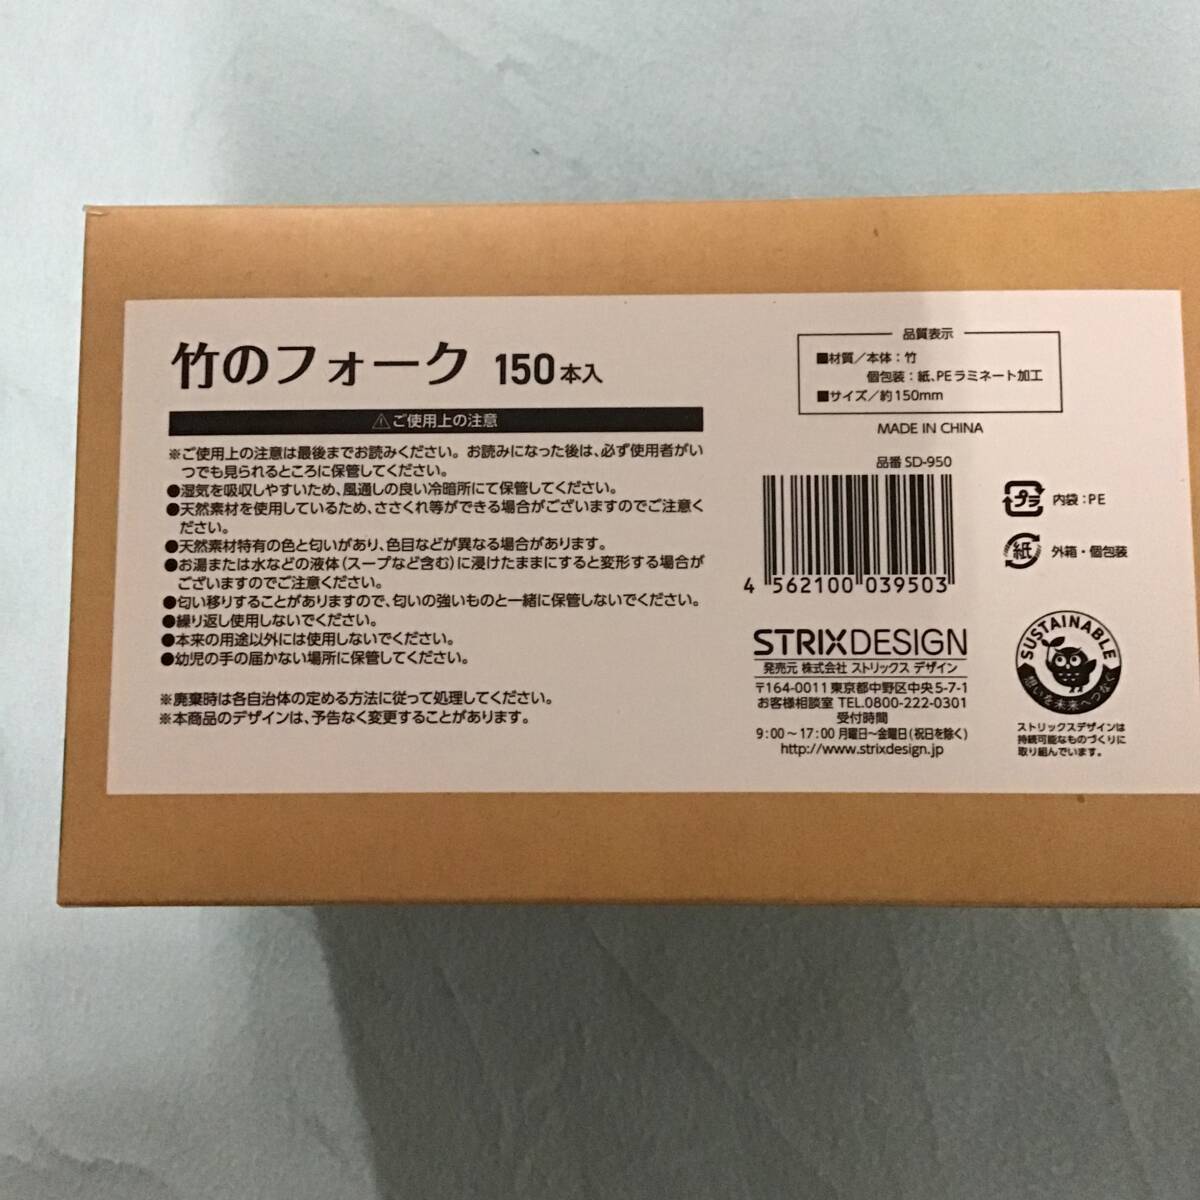 竹のフォーク 150本入
⚠ご使用上の注意
※ご使用上の注意は最後までお読みください。お読みになった後は、必ず使用者がい
つでも見られるところに保管してください。
●湿気を吸収しやすいため、風通しの良い冷暗所にて保管してください。
●天然素材を使用しているため、ささくれ等ができる場合がございますのでご注意く
ださい。
●天然素材特有の色と匂いがあり、色目などが異なる場合があります。
●お湯または水などの液体(スープなど含む)に浸けたままにすると変形する場合が
ございますのでご注意ください。
●匂い移りすることがありますので、匂いの強いものと一緒に保管しないでください。
●繰り返し使用しないでください。
●本来の用途以外には使用しないでください。
●幼児の手の届かない場所に保管してください。
※廃棄時は各自治体の定める方法に従って処理してください。
※本商品のデザインは、予告なく変更することがあります。
品質表示
■材質/本体:竹
個包装:紙、PEラミネート加工
■サイズ/約150mm
MADE IN CHINA
品番 SD-950
4 562100 039503
STRIXDESIGN
発売元 株式会社 ストリックス デザイン
〒164-0011 東京都中野区中央5-7-1
お客様相談室 TEL.0800-222-0301
受付時間
9:00~17:00 月曜日~金曜日(祝日を除く)
http://www.strixdesign.jp
プラ 内袋:PE
紙 外箱・個包装
SUSTAINABLE
想いを未来へつなぐ
ストリックスデザインは
持続可能なものづくりに
取り組んでいます。